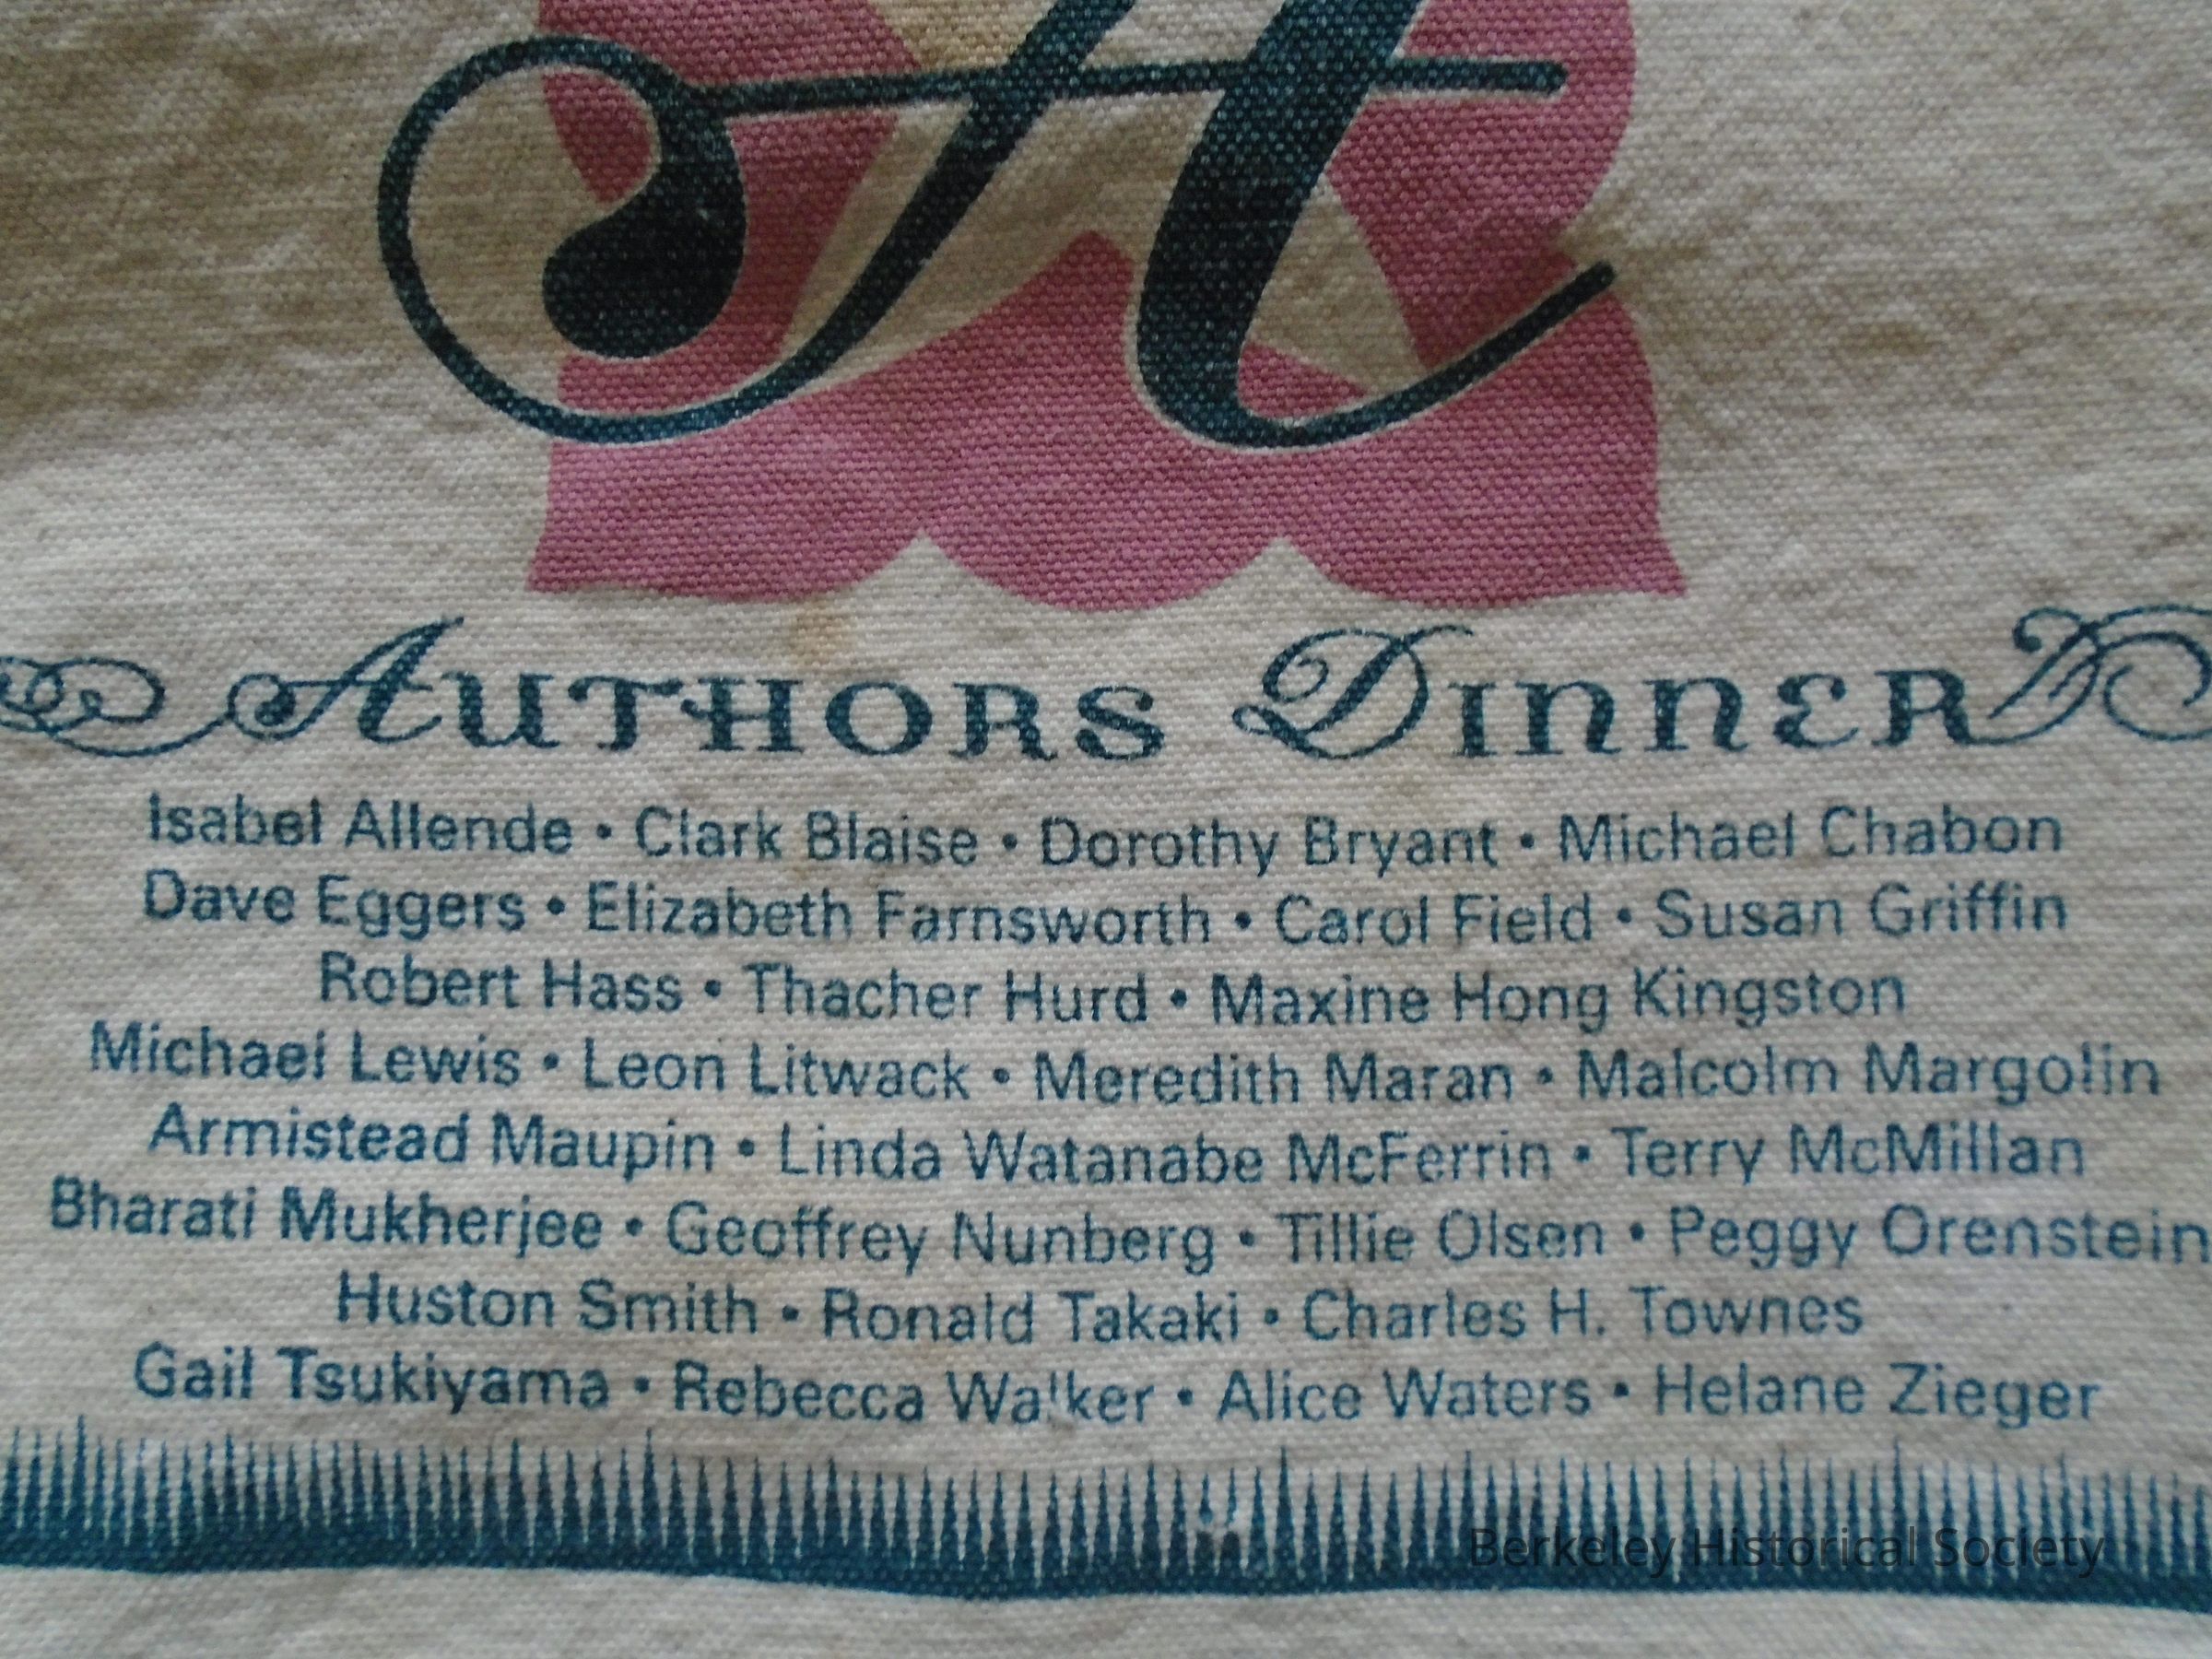 A
Authors Dinner
Isabel Allende • Clark Blaise • Dorothy Bryant • Michael Chabon
Dave Eggers • Elizabeth Farnsworth • Carol Field • Susan Griffin
Robert Hass • Thacher Hurd • Maxine Hong Kingston
Michael Lewis • Leon Litwack • Meredith Maran • Malcolm Margolin
Armistead Maupin • Linda Watanabe McFerrin • Terry McMillan
Bharati Mukherjee • Geoffrey Nunberg • Tillie Olsen • Peggy Orenstein
Huston Smith • Ronald Takaki • Charles H. Townes
Gail Tsukiyama • Rebecca Walker • Alice Waters • Helane Zieger
Berkeley Historical Society